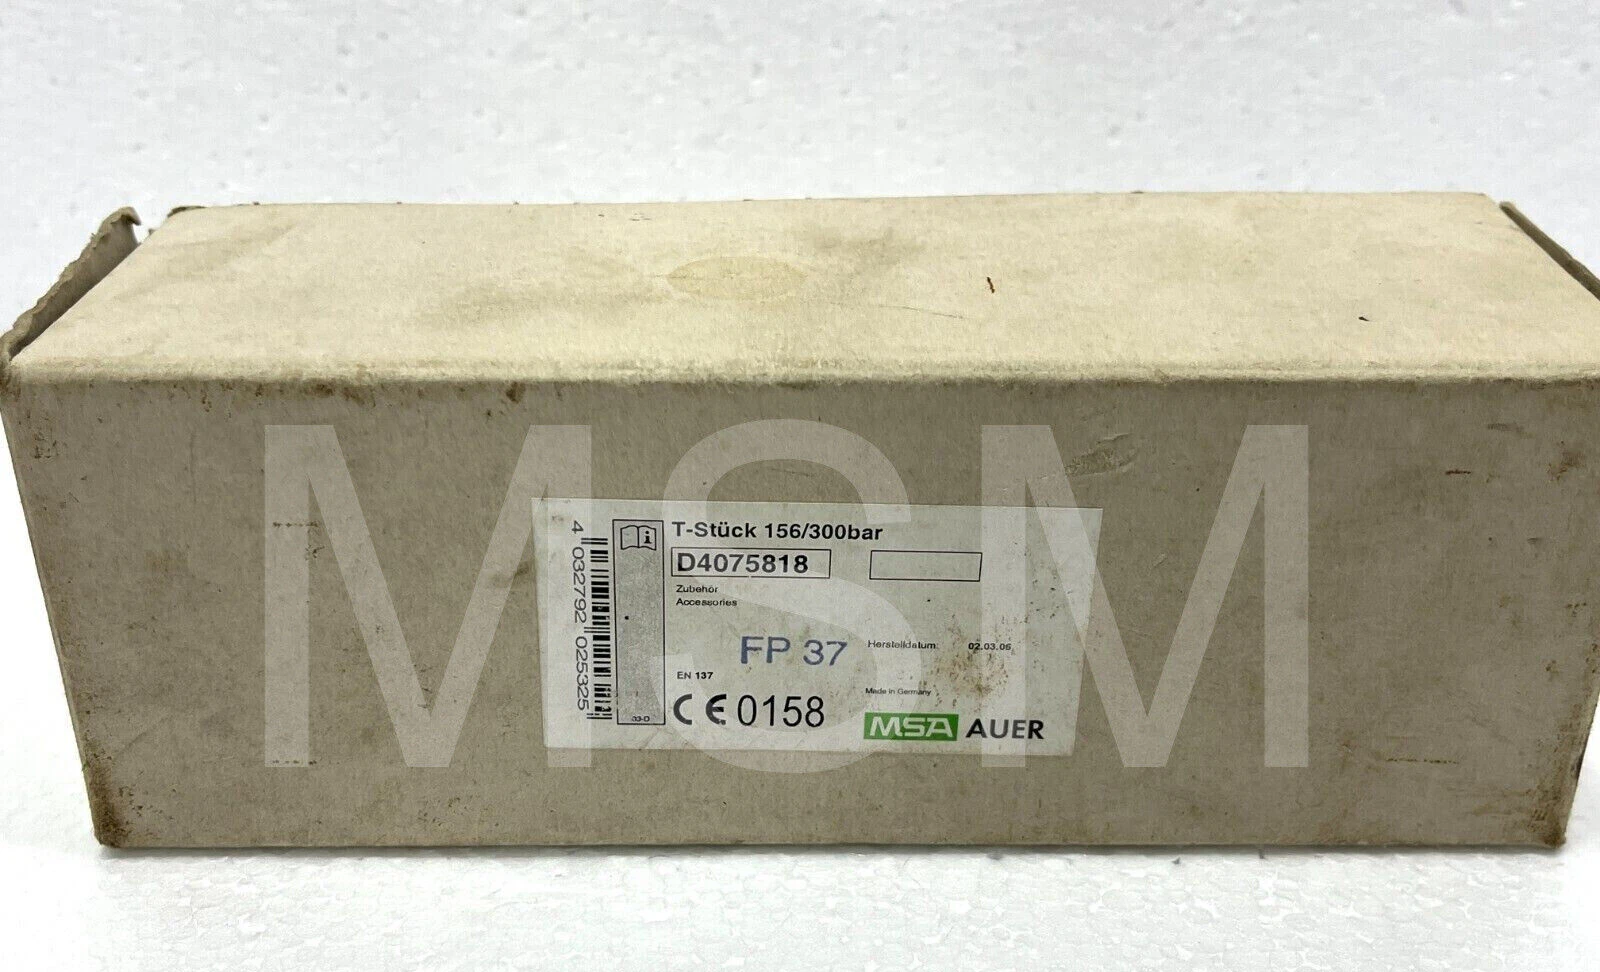 MSM
T-Stück 156/300bar
D4075818
Zubehör
Accessories
FP 37
Herstelldatum: 02.03.06
EN 137
Made in Germany
CE 0158
MSA AUER
4 032792 025325
33-D